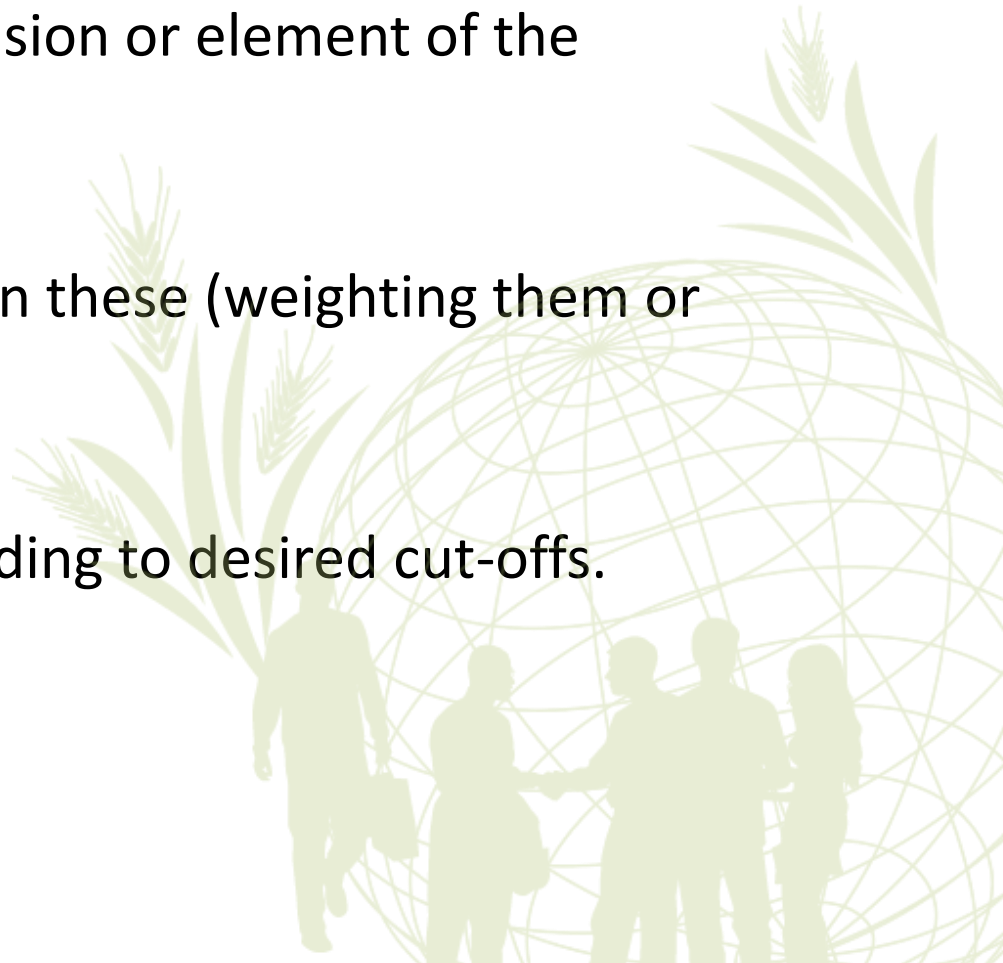 sion or element of the
n these (weighting them or
ding to desired cut-offs.